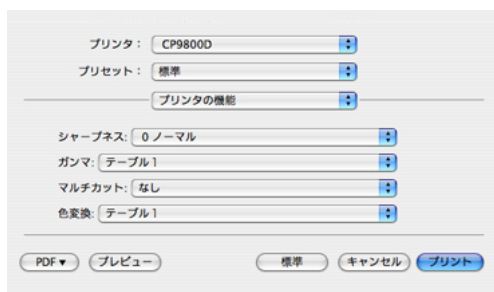 プリンタ： CP9800D
プリセット： 標準
プリンタの機能
シャープネス: 0 ノーマル
ガンマ: テーブル 1
マルチカット: なし
色変換: テーブル 1
PDF▼ プレビュー 標準 キャンセル プリント